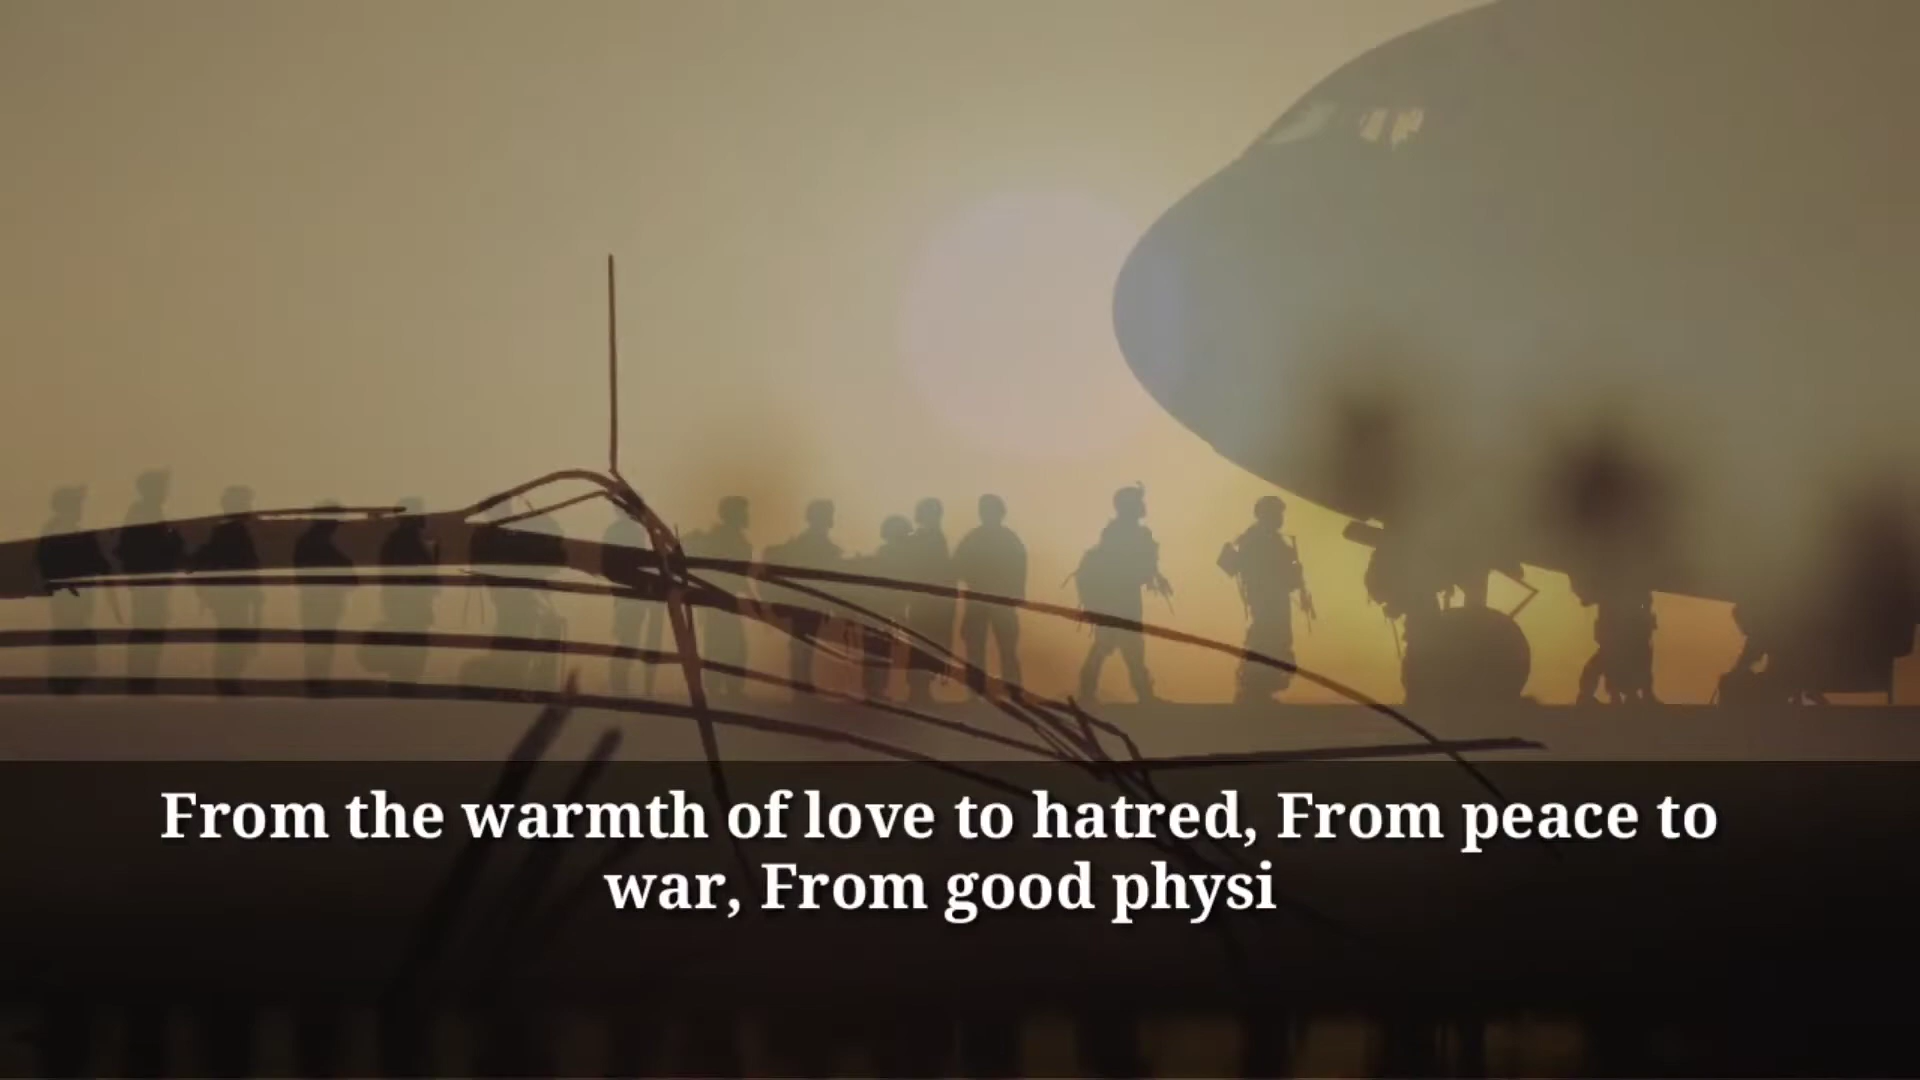 From the warmth of love to hatred, From peace to
war, From good physi